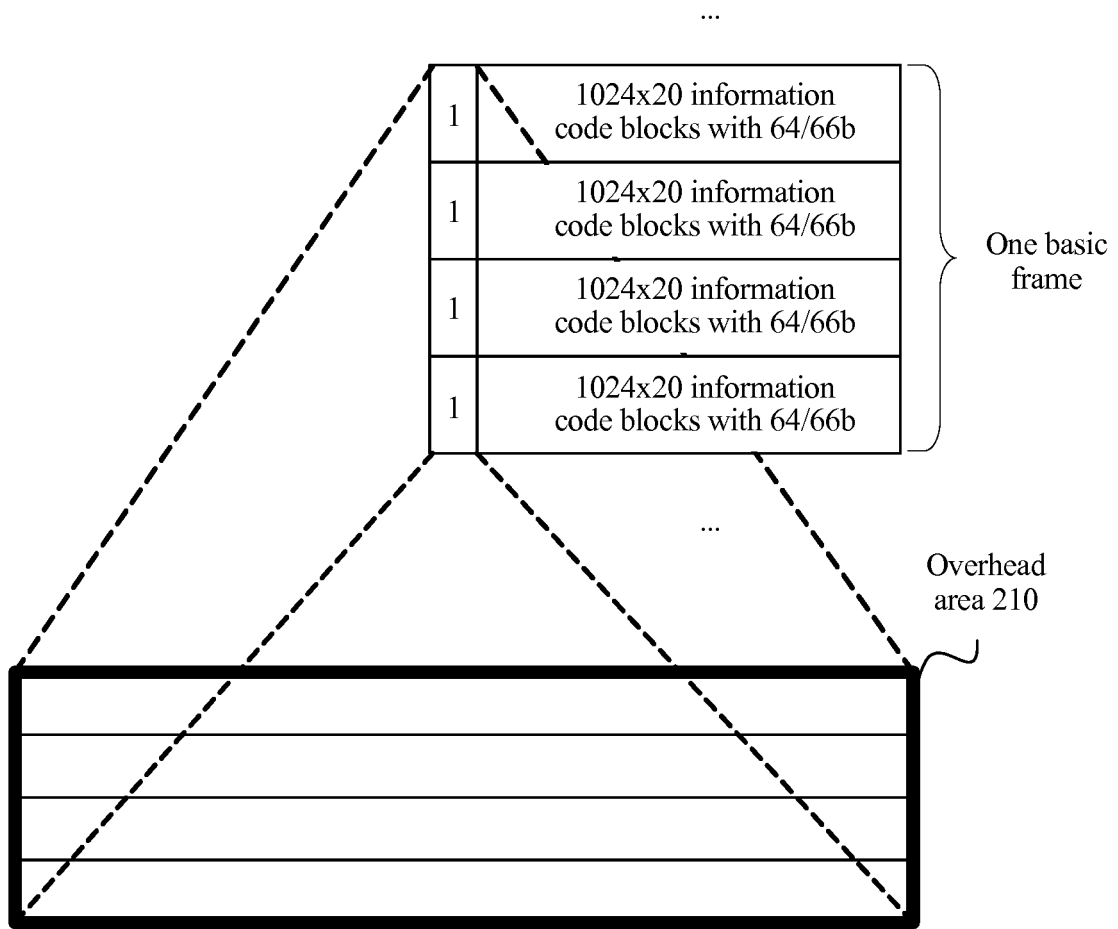 ...
1
1024x20 information
code blocks with 64/66b
1
1024x20 information
code blocks with 64/66b
1
1024x20 information
code blocks with 64/66b
1
1024x20 information
code blocks with 64/66b
One basic
frame
...
Overhead
area 210